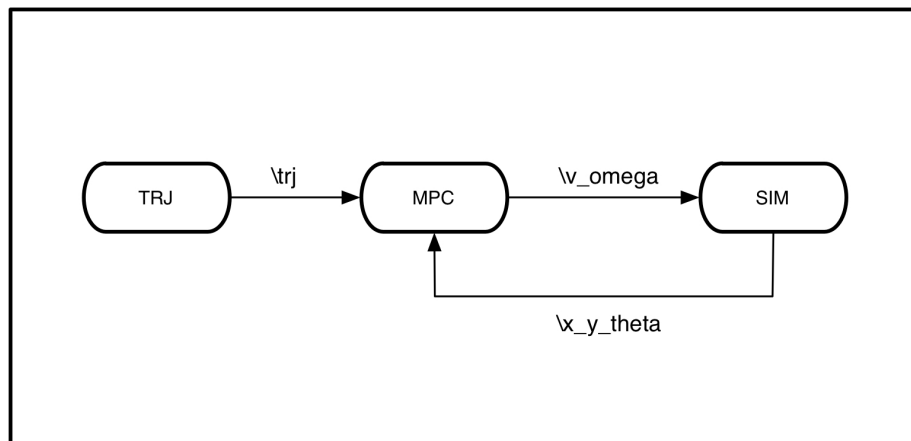 \trj
\v_omega
TRJ
MPC
SIM
\x_y_theta